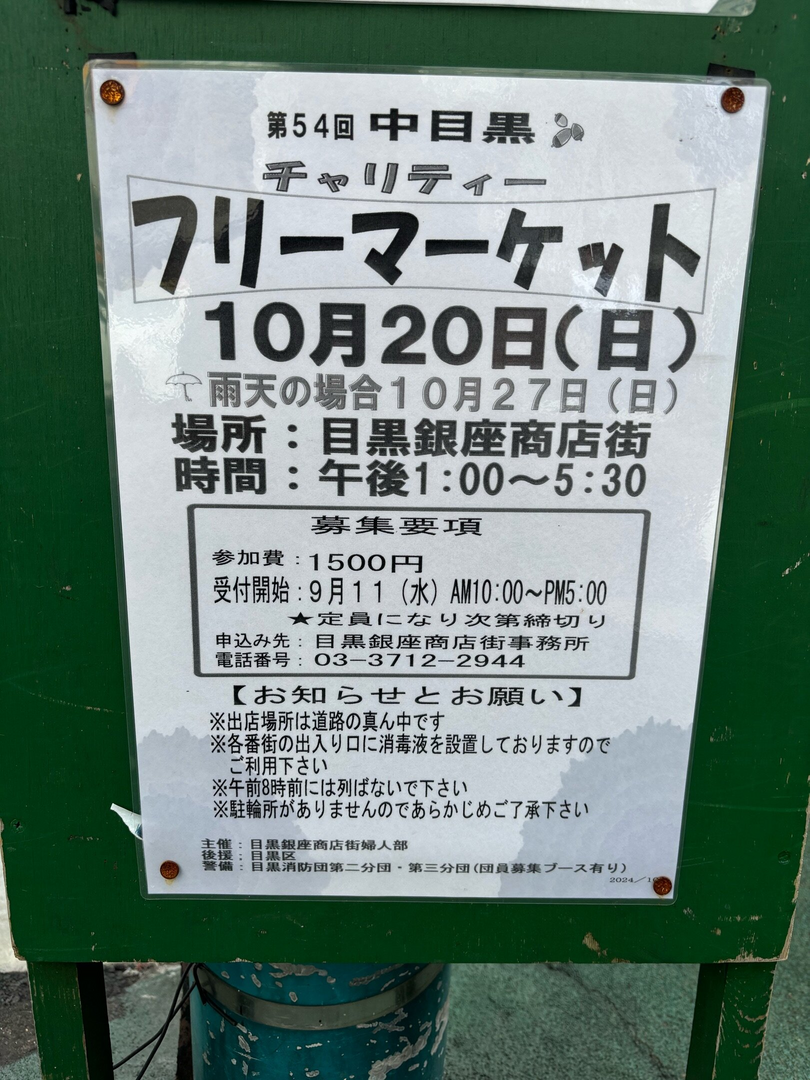 第54回 中目黒
チャリティー
フリーマーケット
10月20日(日)
雨天の場合10月27日(日)
場所:目黒銀座商店街
時間:午後1:00～5:30
募集要項
参加費:1500円
受付開始:9月11(水)AM10:00～PM5:00
★定員になり次第締切り
申込み先:目黒銀座商店街事務所
電話番号:03-3712-2944
【お知らせとお願い】
※出店場所は道路の真ん中です
※各番街の出入り口に消毒液を設置しておりますので
ご利用下さい
※午前8時前には列ばないで下さい
※駐輪所がありませんのであらかじめご了承下さい
主催:目黒銀座商店街婦人部
後援:目黒区
警備:目黒消防団第二分団・第三分団(団員募集ブース有り)